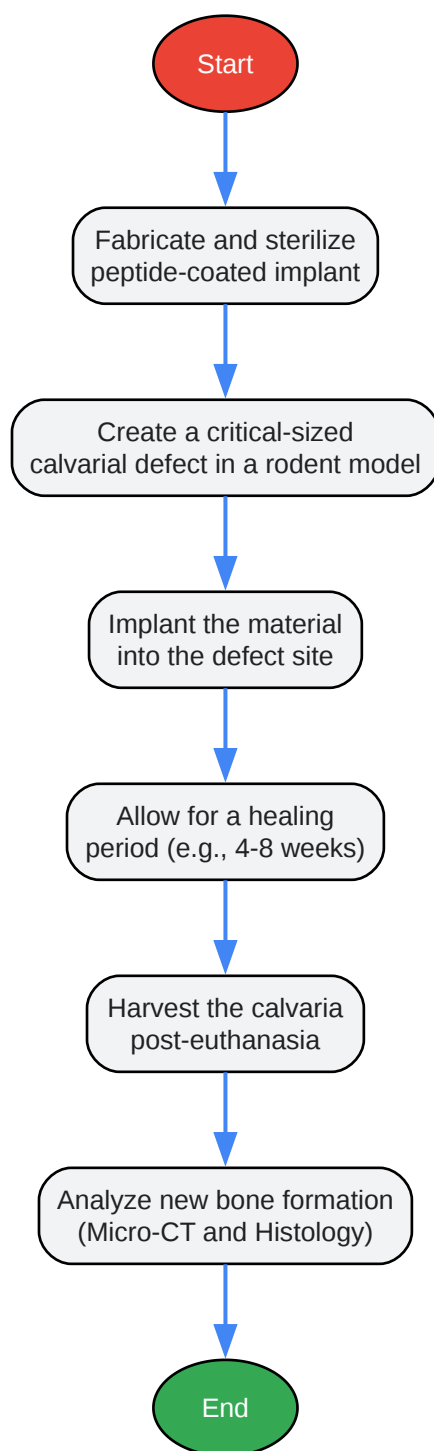 Start
Fabricate and sterilize
peptide-coated implant
Create a critical-sized
calvarial defect in a rodent model
Implant the material
into the defect site
Allow for a healing
period (e.g., 4-8 weeks)
Harvest the calvaria
post-euthanasia
Analyze new bone formation
(Micro-CT and Histology)
End